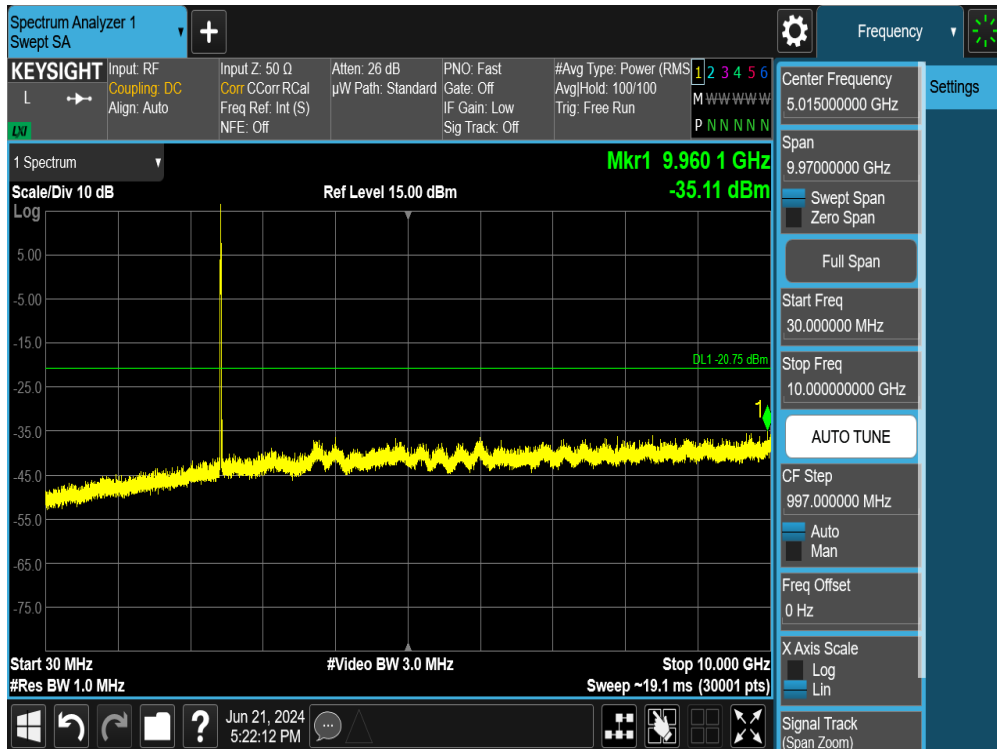 Spectrum Analyzer 1
Swept SA
+
Frequency
KEYSIGHT
L
LXI
Input: RF
Coupling: DC
Align: Auto
Input Z: 50 Ω
Corr CCorr RCal
Freq Ref: Int (S)
NFE: Off
Atten: 26 dB
µW Path: Standard
PNO: Fast
Gate: Off
IF Gain: Low
Sig Track: Off
#Avg Type: Power (RMS
Avg|Hold: 100/100
Trig: Free Run
1 2 3 4 5 6
M W W W W W
P N N N N N
1 Spectrum
Mkr1 9.960 1 GHz
-35.11 dBm
Scale/Div 10 dB
Ref Level 15.00 dBm
Log
5.00
-5.00
-15.0
DL1 -20.75 dBm
-25.0
1
-35.0
-45.0
-55.0
-65.0
-75.0
Start 30 MHz
#Video BW 3.0 MHz
Stop 10.000 GHz
#Res BW 1.0 MHz
Sweep ~19.1 ms (30001 pts)
Center Frequency
5.015000000 GHz
Settings
Span
9.97000000 GHz
Swept Span
Zero Span
Full Span
Start Freq
30.000000 MHz
Stop Freq
10.000000000 GHz
AUTO TUNE
CF Step
997.000000 MHz
Auto
Man
Freq Offset
0 Hz
X Axis Scale
Log
Lin
Signal Track
(Span Zoom)
?
Jun 21, 2024
5:22:12 PM